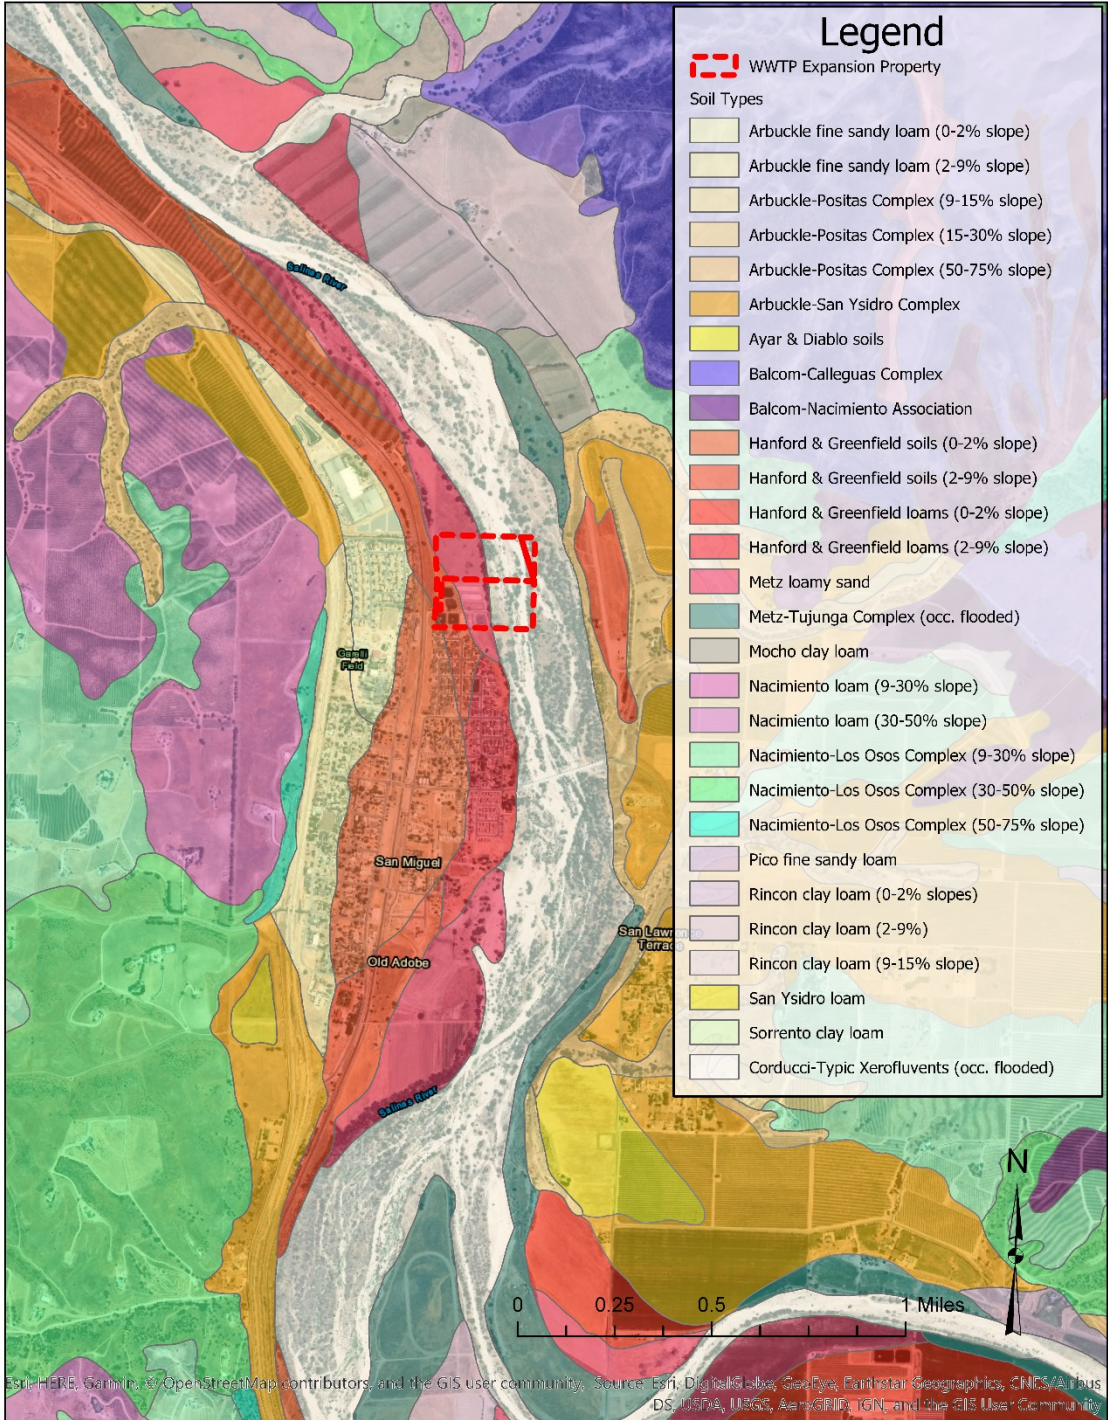 Legend
WWTP Expansion Property
Soil Types
Arbuckle fine sandy loam (0-2% slope)
Arbuckle fine sandy loam (2-9% slope)
Arbuckle-Positas Complex (9-15% slope)
Arbuckle-Positas Complex (15-30% slope)
Arbuckle-Positas Complex (50-75% slope)
Arbuckle-San Ysidro Complex
Ayar & Diablo soils
Balcom-Calleguas Complex
Balcom-Nacimiento Association
Hanford & Greenfield soils (0-2% slope)
Hanford & Greenfield soils (2-9% slope)
Hanford & Greenfield loams (0-2% slope)
Hanford & Greenfield loams (2-9% slope)
Metz loamy sand
Metz-Tujunga Complex (occ. flooded)
Mocho clay loam
Nacimiento loam (9-30% slope)
Nacimiento loam (30-50% slope)
Nacimiento-Los Osos Complex (9-30% slope)
Nacimiento-Los Osos Complex (30-50% slope)
Nacimiento-Los Osos Complex (50-75% slope)
Pico fine sandy loam
Rincon clay loam (0-2% slopes)
Rincon clay loam (2-9%)
Rincon clay loam (9-15% slope)
San Ysidro loam
Sorrento clay loam
Corducci-Typic Xerofluvents (occ. flooded)
Salinas River
Garelli
Field
San Miguel
San Lawrence
Terrace
Old Adobe
Salinas River
N
0 0.25 0.5 1 Miles
Esri, HERE, Garmin, © OpenStreetMap contributors, and the GIS user community, Source: Esri, DigitalGlobe, GeoEye, Earthstar Geographics, CNES/Airbus
DS, USDA, USGS, AeroGRID, IGN, and the GIS User Community